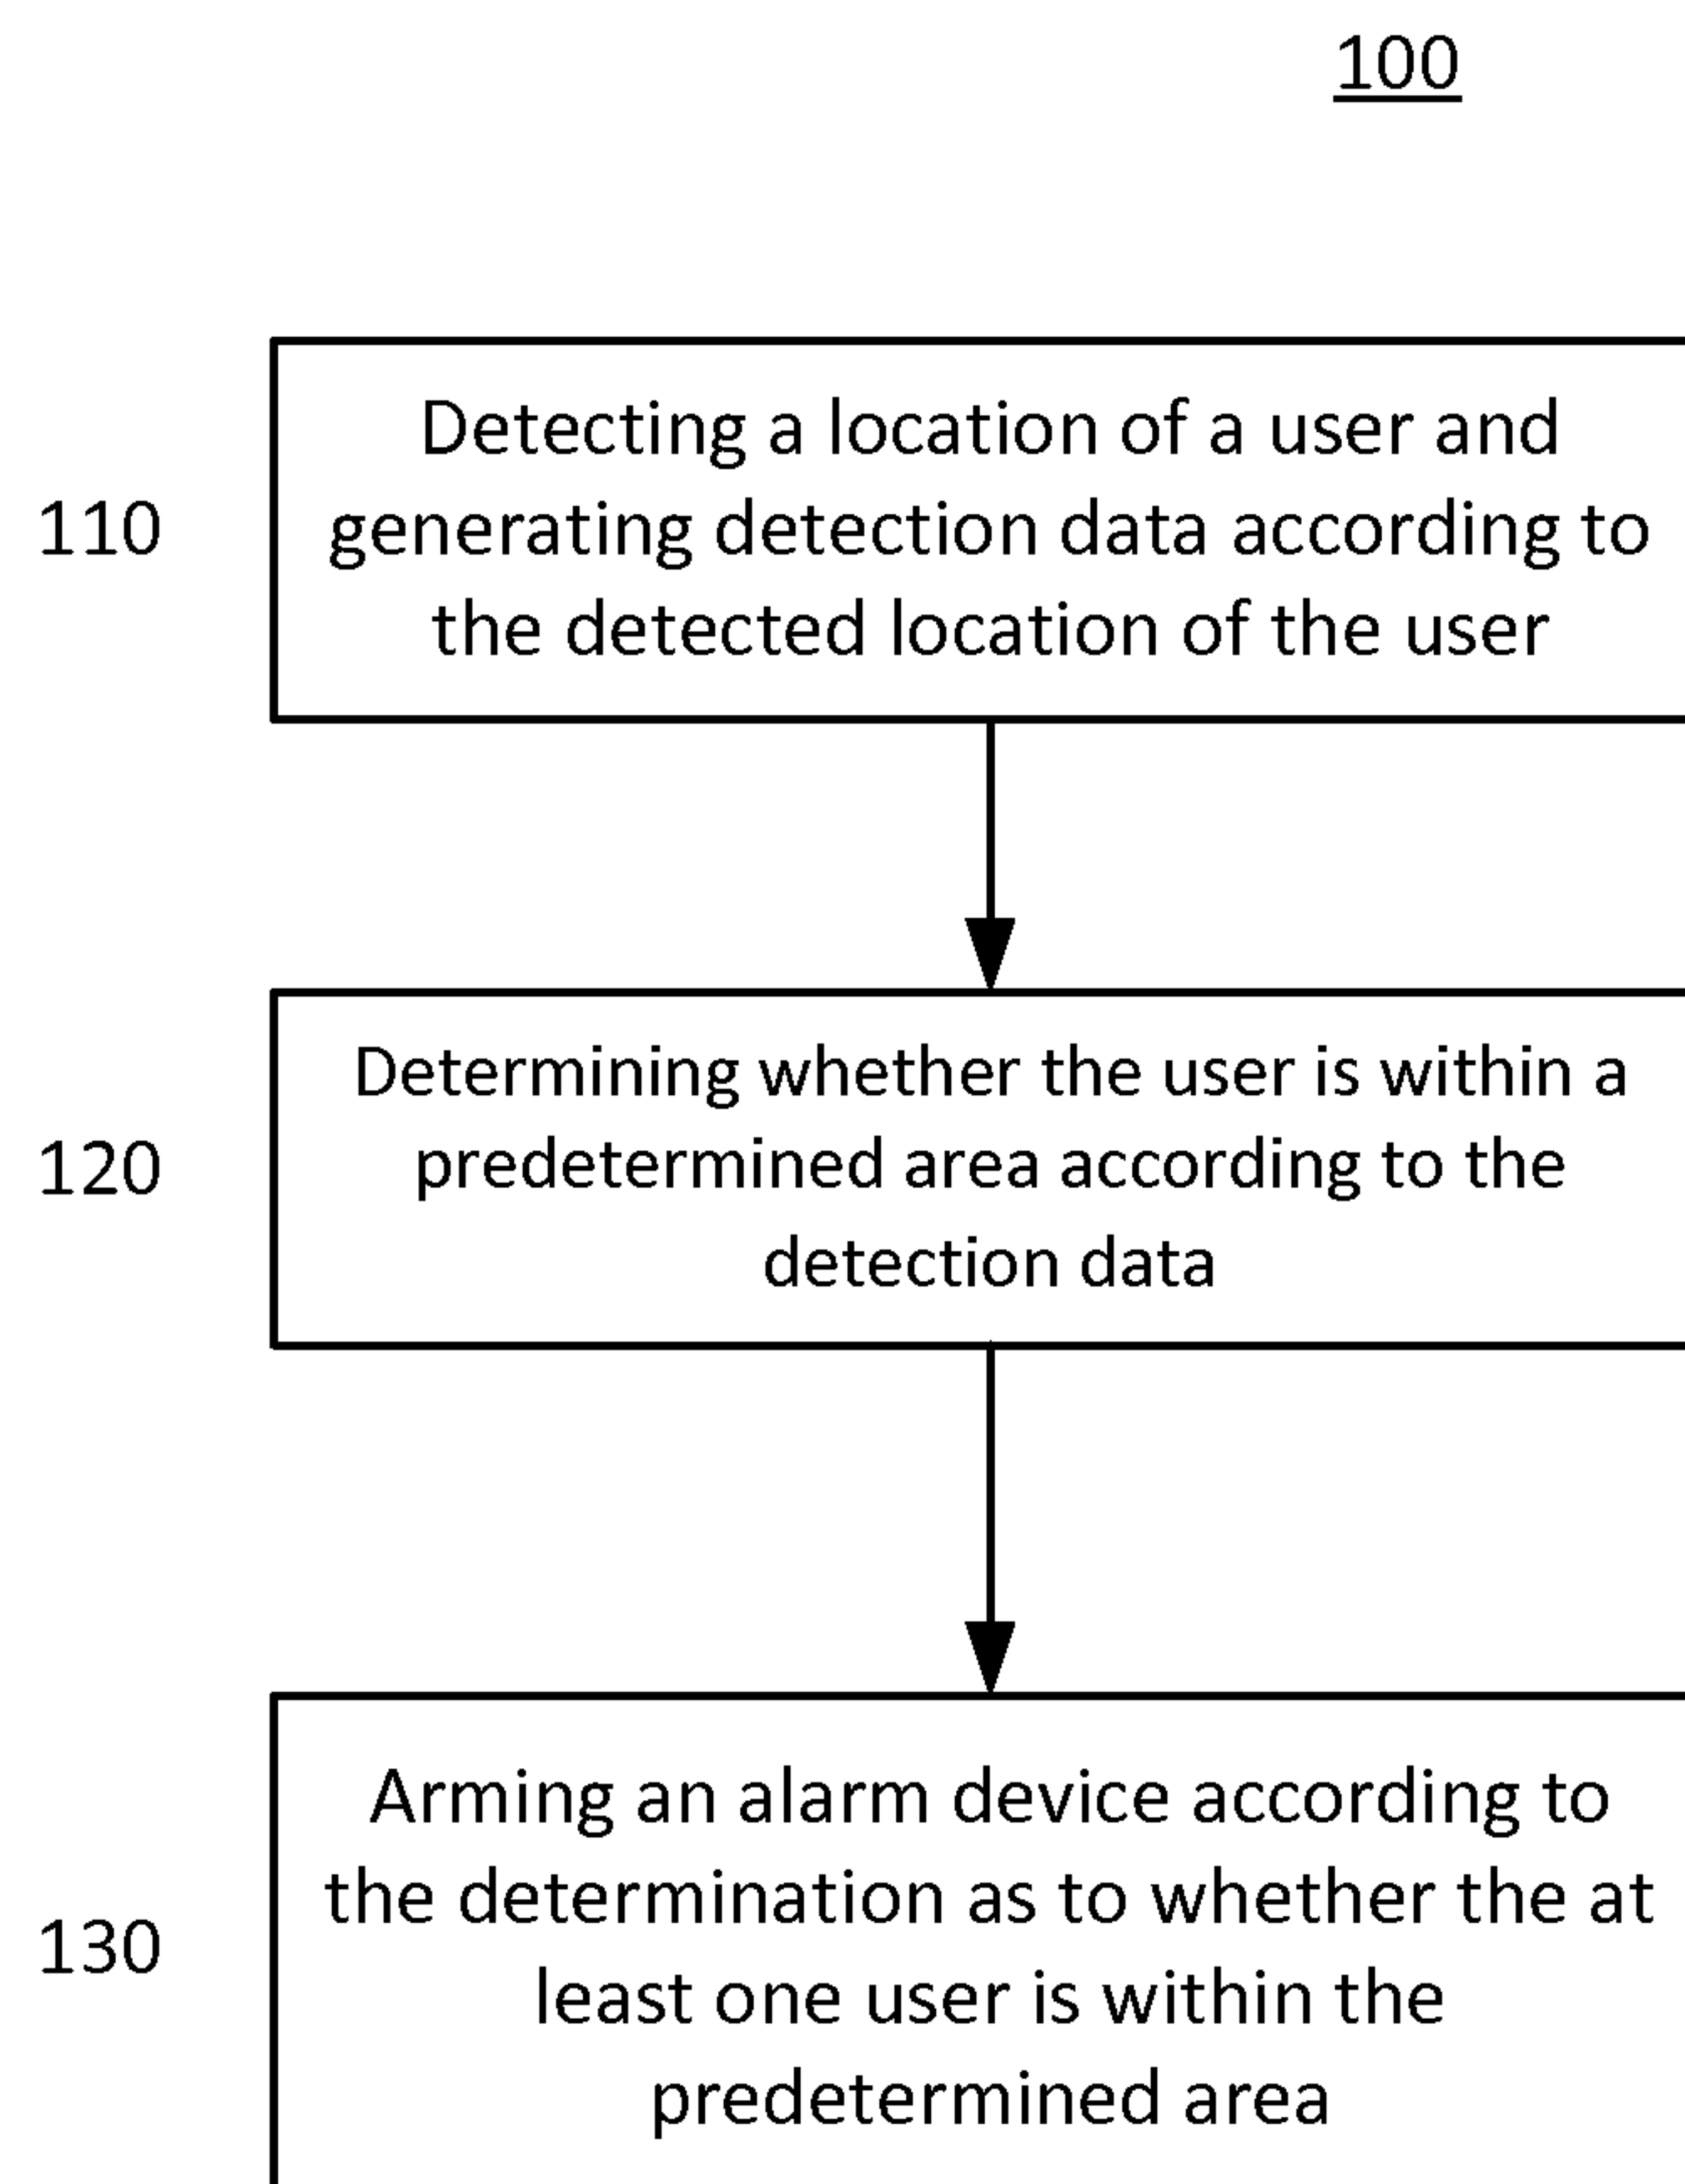 100
110
Detecting a location of a user and
generating detection data according to
the detected location of the user
120
Determining whether the user is within a
predetermined area according to the
detection data
130
Arming an alarm device according to
the determination as to whether the at
least one user is within the
predetermined area